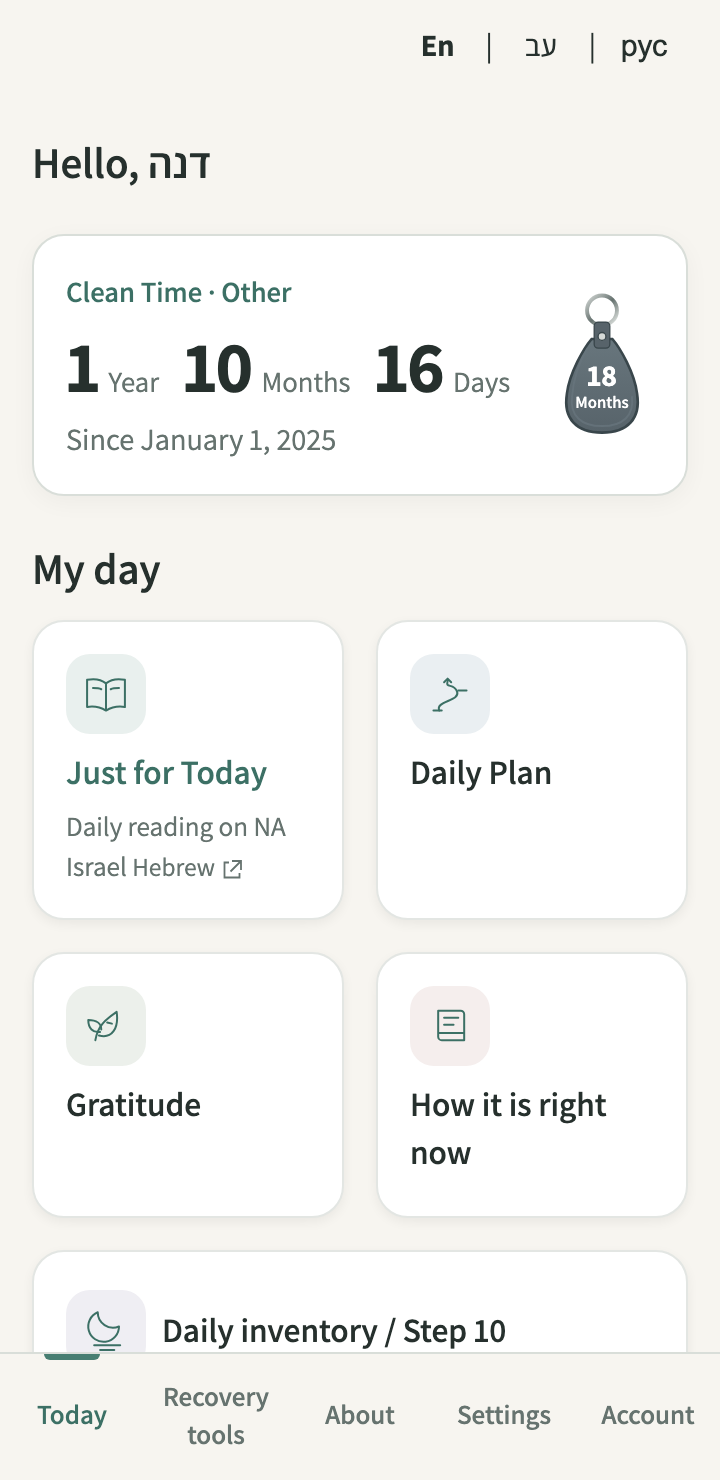 En | עב | рус
Hello, דנה
Clean Time · Other
1 Year 10 Months 16 Days
Since January 1, 2025
18
Months
My day
Just for Today
Daily reading on NA
Israel Hebrew
Daily Plan
Gratitude
How it is right
now
Daily inventory / Step 10
Today
Recovery
tools
About
Settings
Account